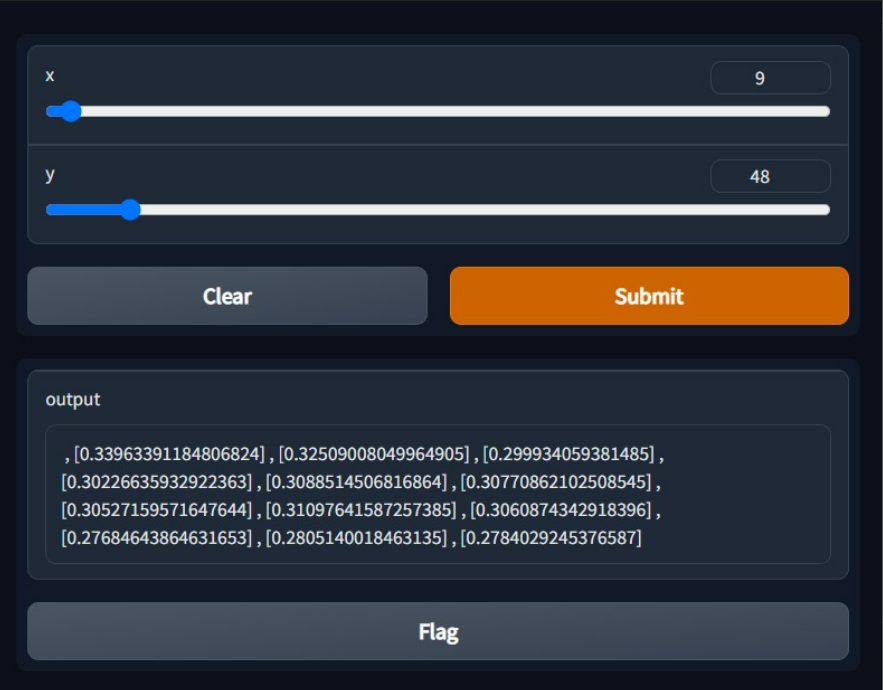 x
9
y
48
Clear
Submit
output
, [0.33963391184806824] , [0.32509008049964905] , [0.299934059381485] ,
[0.30226635932922363] , [0.3088514506816864] , [0.30770862102508545] ,
[0.30527159571647644] , [0.31097641587257385] , [0.3060874342918396] ,
[0.27684643864631653] , [0.2805140018463135] , [0.2784029245376587]
Flag